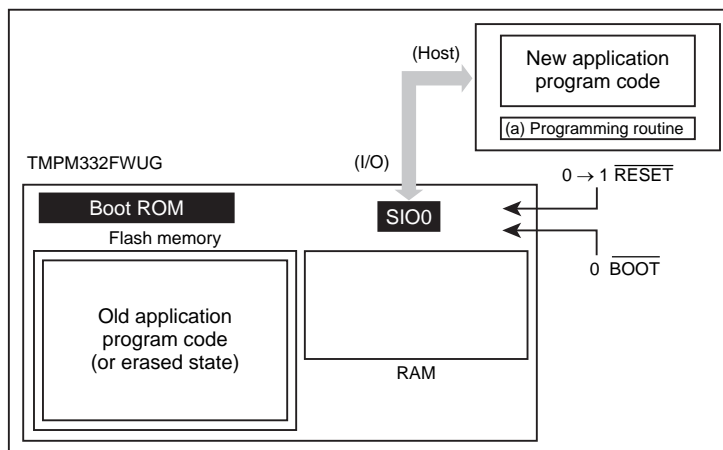 (Host)
New application
program code
(a) Programming routine
TMPM332FWUG
(I/O)
0 → 1 RESET
Boot ROM
SIO0
Flash memory
0 BOOT
Old application
program code
(or erased state)
RAM